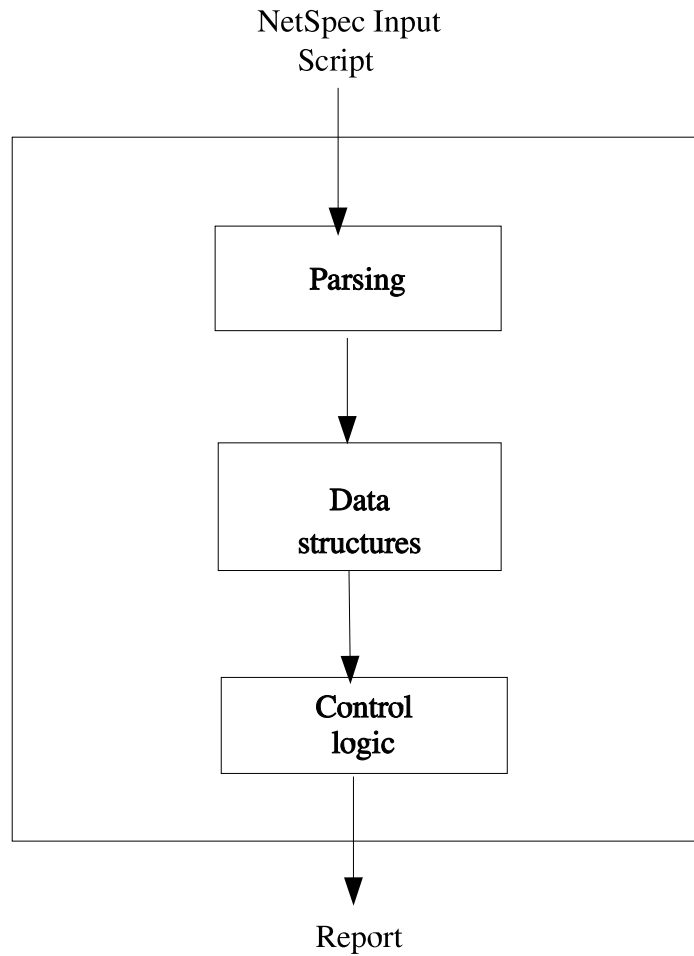 NetSpec Input
Script
Parsing
Data
structures
Control
logic
Report